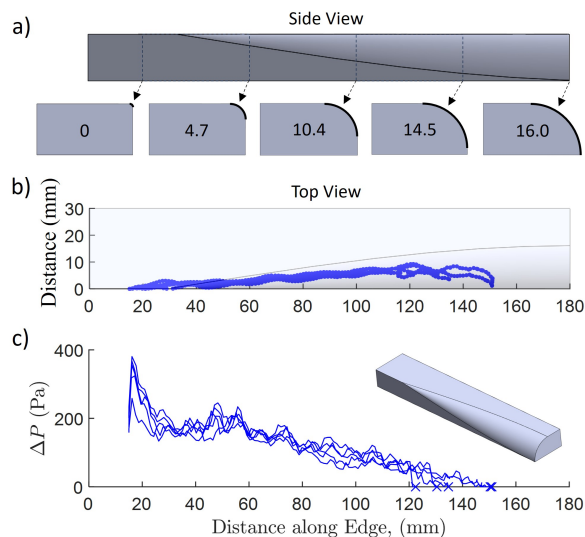 a)
Side View
0 4.7 10.4 14.5 16.0
b)
Top View
Distance (mm)
30
20
10
0
0 20 40 60 80 100 120 140 160 180
c)
ΔP (Pa)
400
200
0
0 20 40 60 80 100 120 140 160 180
Distance along Edge, (mm)